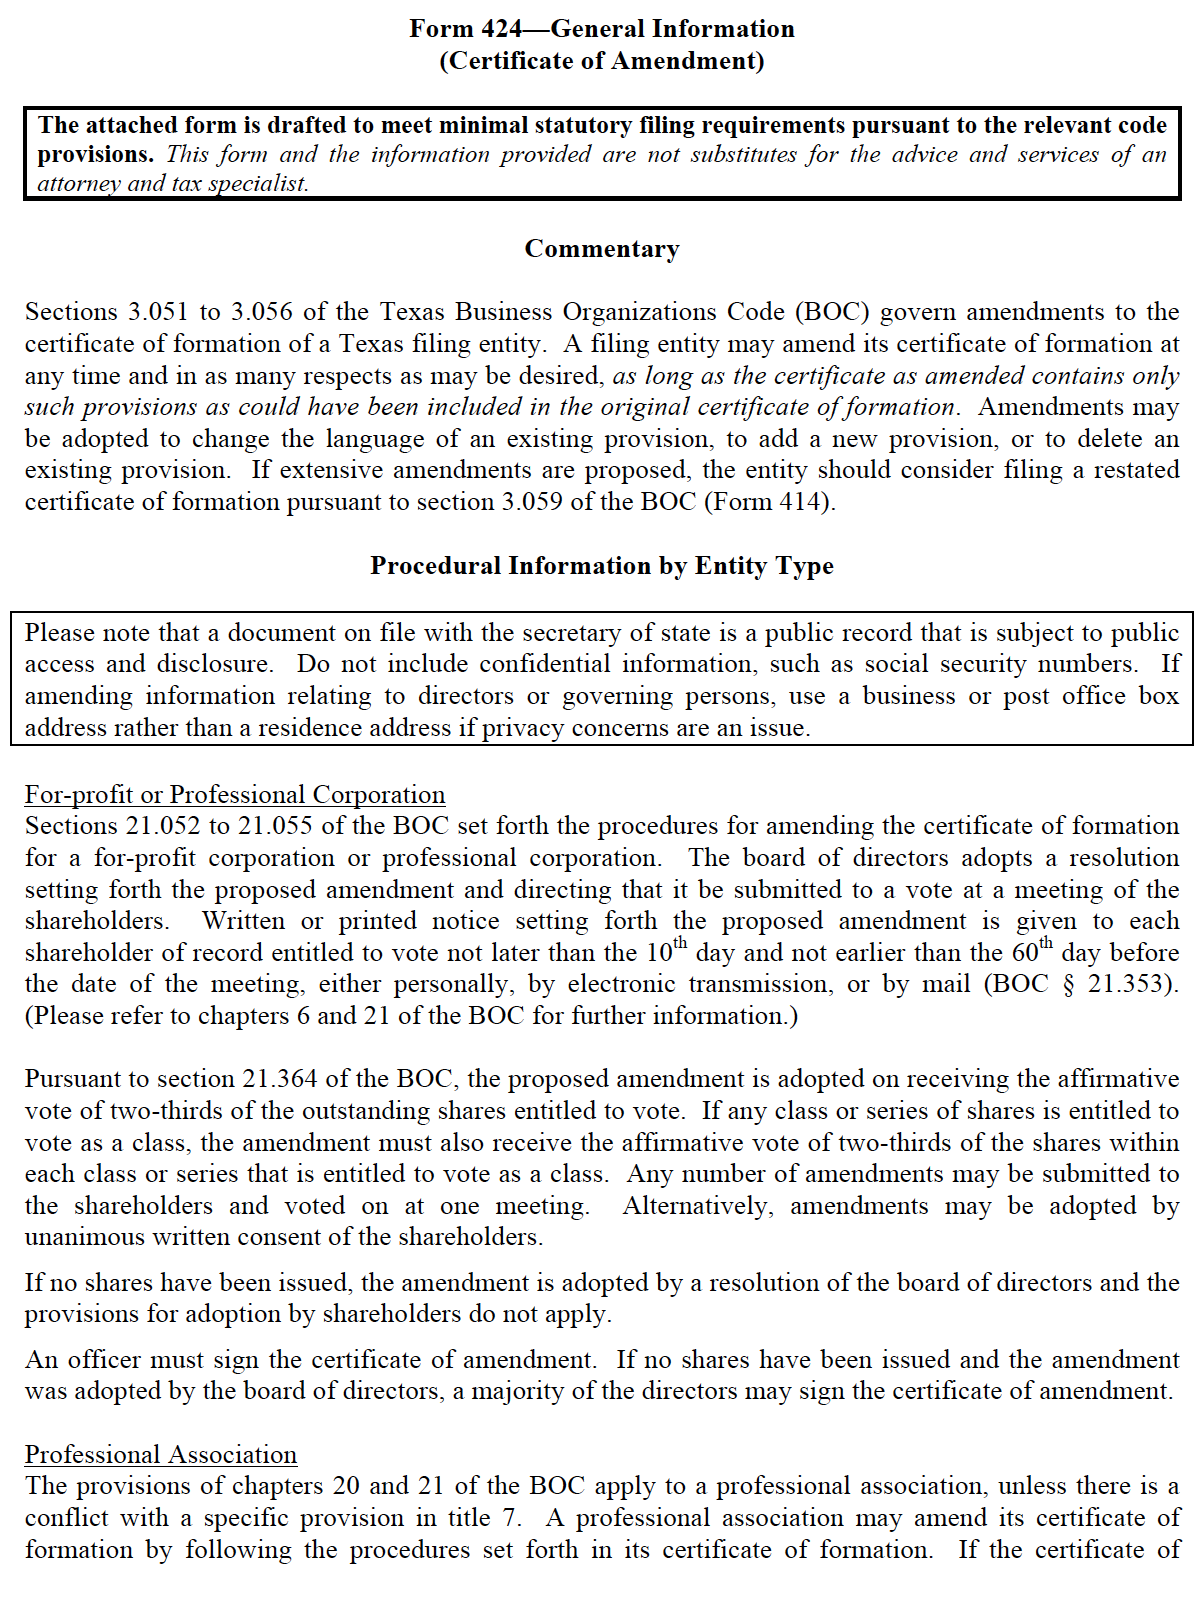 Form 424—General Information
(Certificate of Amendment)
The attached form is drafted to meet minimal statutory filing requirements pursuant to the relevant code
provisions. This form and the information provided are not substitutes for the advice and services of an
attorney and tax specialist.
Commentary
Sections 3.051 to 3.056 of the Texas Business Organizations Code (BOC) govern amendments to the
certificate of formation of a Texas filing entity. A filing entity may amend its certificate of formation at
any time and in as many respects as may be desired, as long as the certificate as amended contains only
such provisions as could have been included in the original certificate of formation. Amendments may
be adopted to change the language of an existing provision, to add a new provision, or to delete an
existing provision. If extensive amendments are proposed, the entity should consider filing a restated
certificate of formation pursuant to section 3.059 of the BOC (Form 414).
Procedural Information by Entity Type
Please note that a document on file with the secretary of state is a public record that is subject to public
access and disclosure. Do not include confidential information, such as social security numbers. If
amending information relating to directors or governing persons, use a business or post office box
address rather than a residence address if privacy concerns are an issue.
For-profit or Professional Corporation
Sections 21.052 to 21.055 of the BOC set forth the procedures for amending the certificate of formation
for a for-profit corporation or professional corporation. The board of directors adopts a resolution
setting forth the proposed amendment and directing that it be submitted to a vote at a meeting of the
shareholders. Written or printed notice setting forth the proposed amendment is given to each
shareholder of record entitled to vote not later than the 10th day and not earlier than the 60th day before
the date of the meeting, either personally, by electronic transmission, or by mail (BOC § 21.353).
(Please refer to chapters 6 and 21 of the BOC for further information.)
Pursuant to section 21.364 of the BOC, the proposed amendment is adopted on receiving the affirmative
vote of two-thirds of the outstanding shares entitled to vote. If any class or series of shares is entitled to
vote as a class, the amendment must also receive the affirmative vote of two-thirds of the shares within
each class or series that is entitled to vote as a class. Any number of amendments may be submitted to
the shareholders and voted on at one meeting. Alternatively, amendments may be adopted by
unanimous written consent of the shareholders.
If no shares have been issued, the amendment is adopted by a resolution of the board of directors and the
provisions for adoption by shareholders do not apply.
An officer must sign the certificate of amendment. If no shares have been issued and the amendment
was adopted by the board of directors, a majority of the directors may sign the certificate of amendment.
Professional Association
The provisions of chapters 20 and 21 of the BOC apply to a professional association, unless there is a
conflict with a specific provision in title 7. A professional association may amend its certificate of
formation by following the procedures set forth in its certificate of formation. If the certificate of